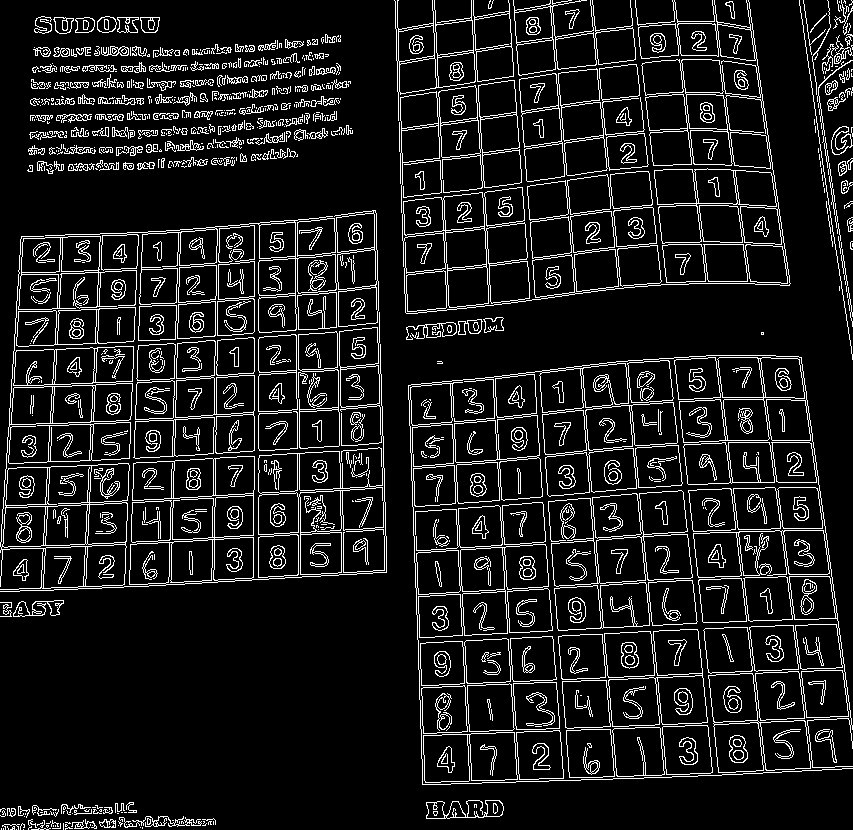 SUDOKU
TO SOLVE SUDOKU, place a number into each box so that
each row across, each column down and each small, nine-
box square within the larger square (there are nine of these)
contains the numbers 1 through 9. Remember that no number
may appear more than once in any row, column or nine-box
square; this will help you solve each puzzle. Stumped? Find
the solutions on page 93. Puzzles already worked? Check with
a flight attendant to see if another copy is available.
2 3 4 1 9 8 5 7 6
5 6 9 7 2 4 3 8 1
7 8 1 3 6 5 9 4 2
6 4 7 8 3 1 2 9 5
1 9 8 5 7 2 4 6 3
3 2 5 9 4 6 7 1 8
9 5 6 2 8 7 1 3 4
8 1 3 4 5 9 6 2 7
4 7 2 6 1 3 8 5 9
EASY
7
6 8 7 1
8 9 2 7
5 7 6
7 1 4 8
1 2 7
3 2 5 1
7 2 3 4
5 7
MEDIUM
2 3 4 1 9 8 5 7 6
5 6 9 7 2 4 3 8 1
7 8 1 3 6 5 9 4 2
6 4 7 8 3 1 2 9 5
1 9 8 5 7 2 4 6 3
3 2 5 9 4 6 7 1 8
9 5 6 2 8 7 1 3 4
8 1 3 4 5 9 6 2 7
4 7 2 6 1 3 8 5 9
HARD
by Penny Publications, LLC.
more Sudoku puzzles, visit PennyDellPuzzles.com